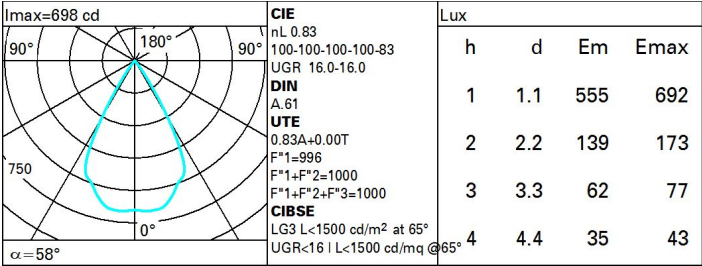 Imax=698 cd
90°
180°
90°
750
0°
α=58°
CIE
nL 0.83
100-100-100-100-83
UGR 16.0-16.0
DIN
A.61
UTE
0.83A+0.00T
F"1=996
F"1+F"2=1000
F"1+F"2+F"3=1000
CIBSE
LG3 L<1500 cd/m² at 65°
UGR<16 | L<1500 cd/mq @65°
Lux
h d Em Emax
1 1.1 555 692
2 2.2 139 173
3 3.3 62 77
4 4.4 35 43